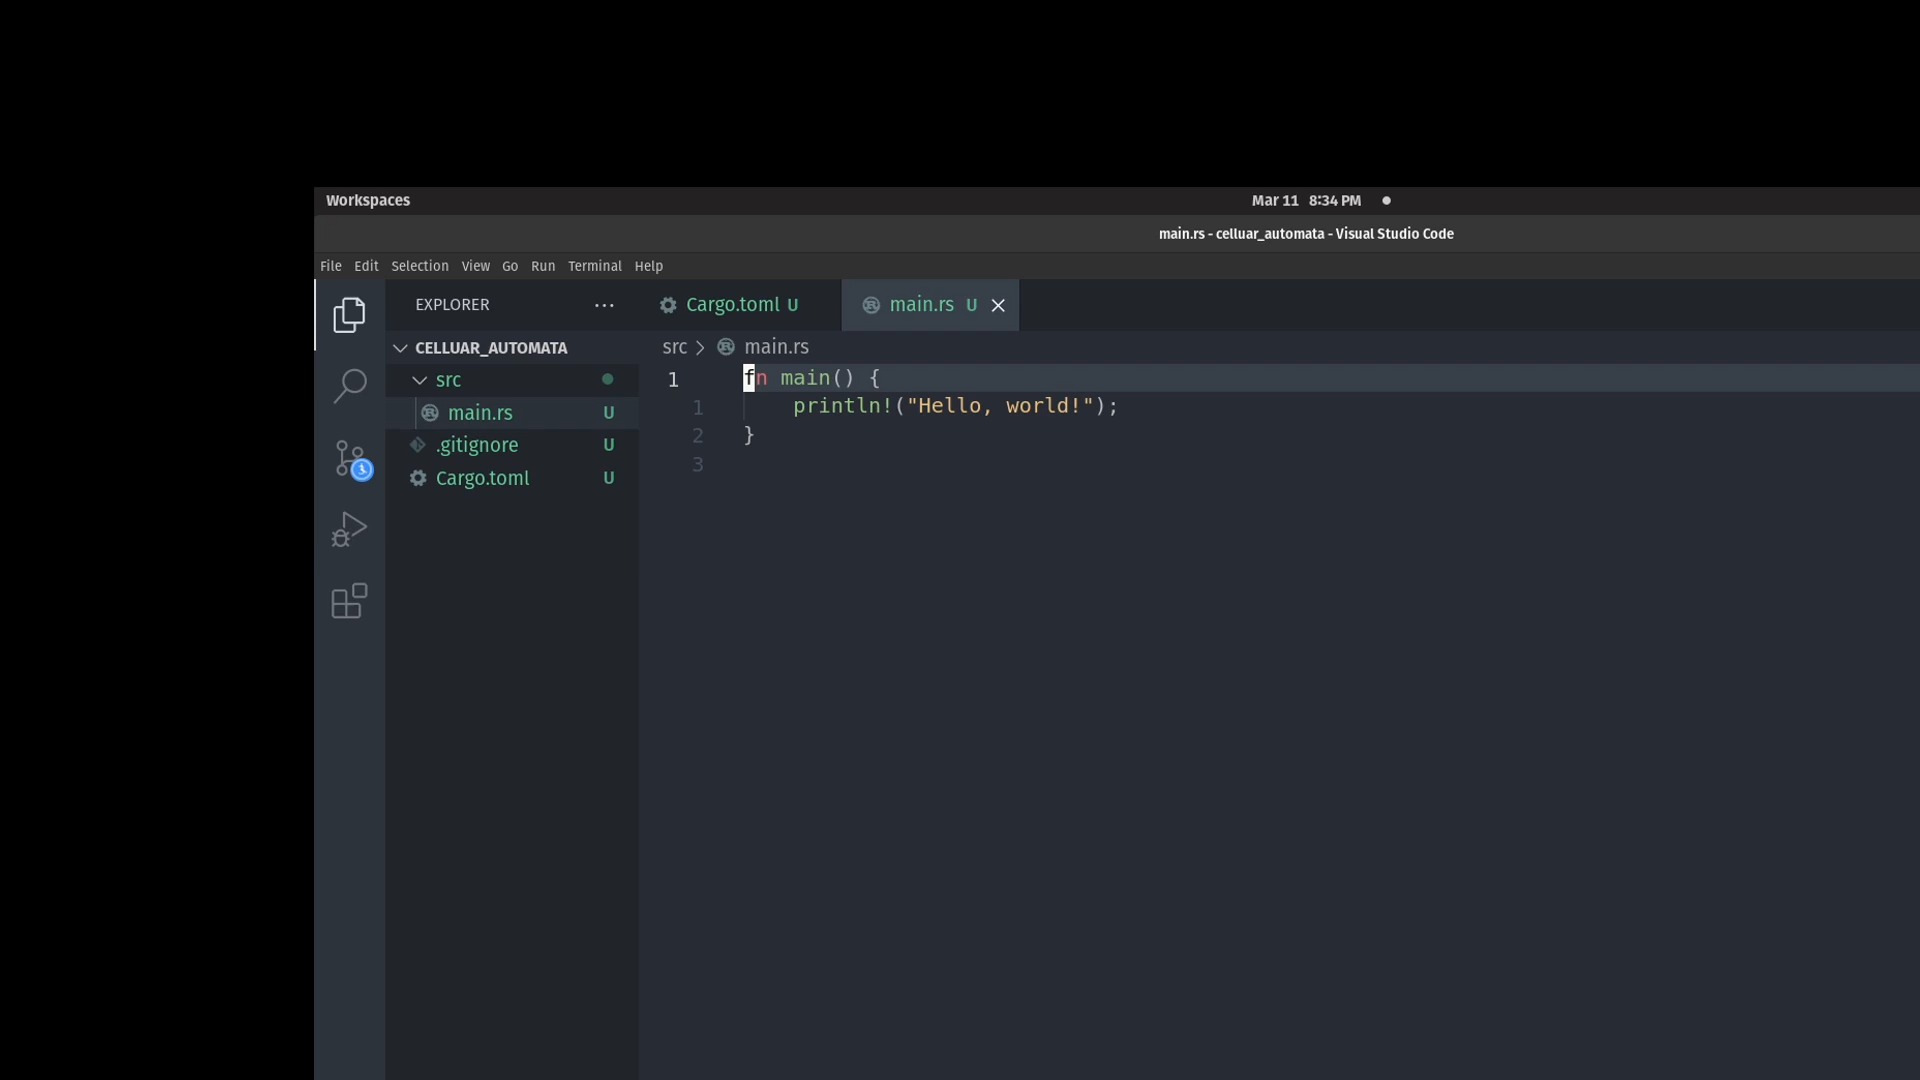 Workspaces
Mar 11 8:34 PM
main.rs - celluar_automata - Visual Studio Code
File Edit Selection View Go Run Terminal Help
EXPLORER ···
Cargo.toml U
main.rs U
CELLUAR_AUTOMATA
src
main.rs U
.gitignore U
Cargo.toml U
src > main.rs
1 fn main() {
1     println!("Hello, world!");
2 }
3